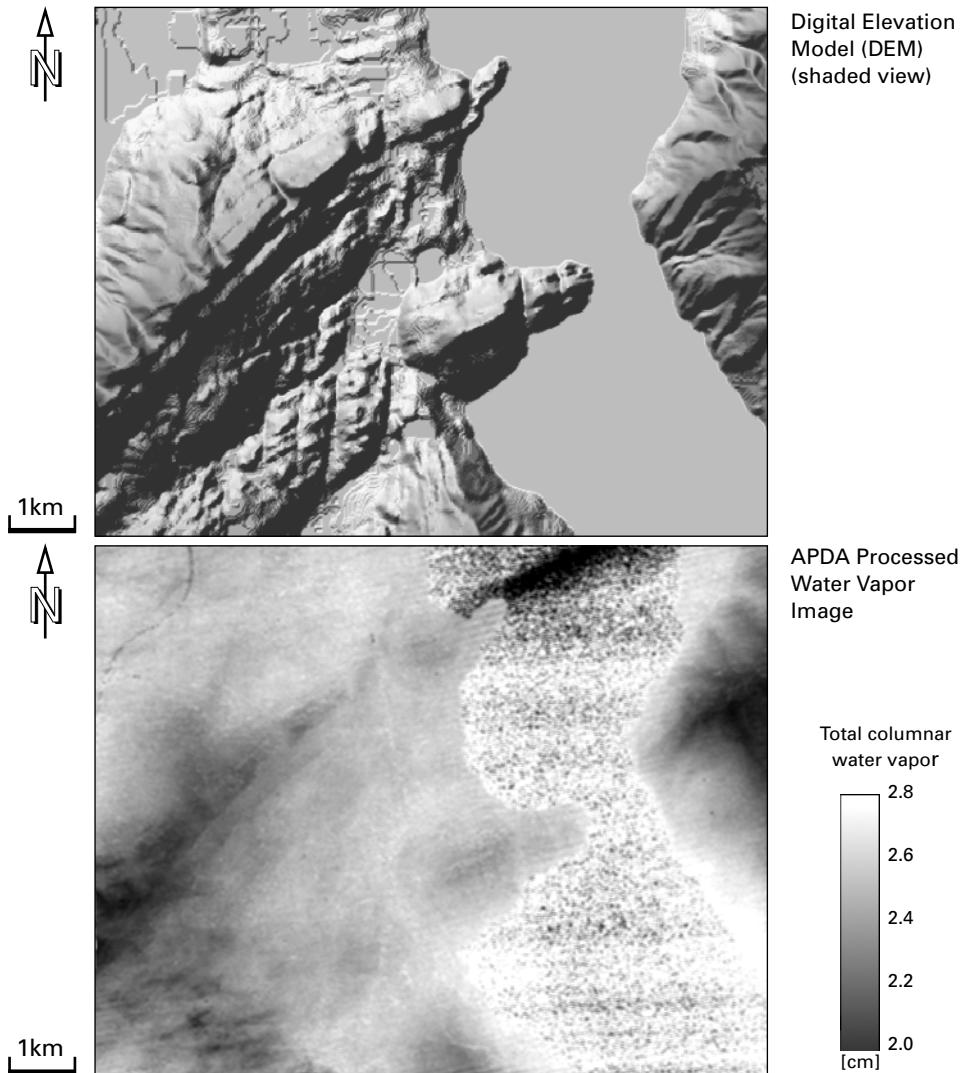 N
Digital Elevation
Model (DEM)
(shaded view)
1km
N
APDA Processed
Water Vapor
Image
Total columnar
water vapor
2.8
2.6
2.4
2.2
2.0
[cm]
1km